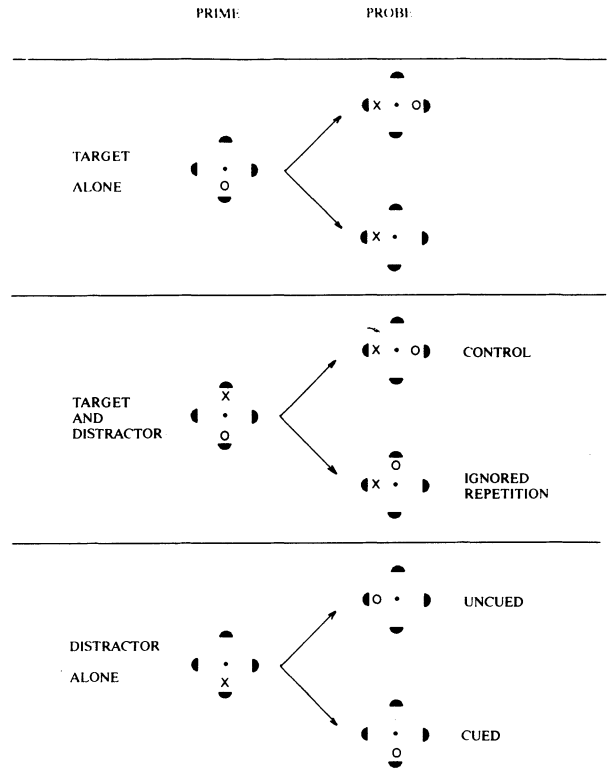 PRIME PROBE
X O
TARGET
ALONE
O
X
X O CONTROL
X
TARGET
AND
DISTRACTOR
O
O
X IGNORED
REPETITION
O UNCUED
DISTRACTOR
ALONE
X
O CUED